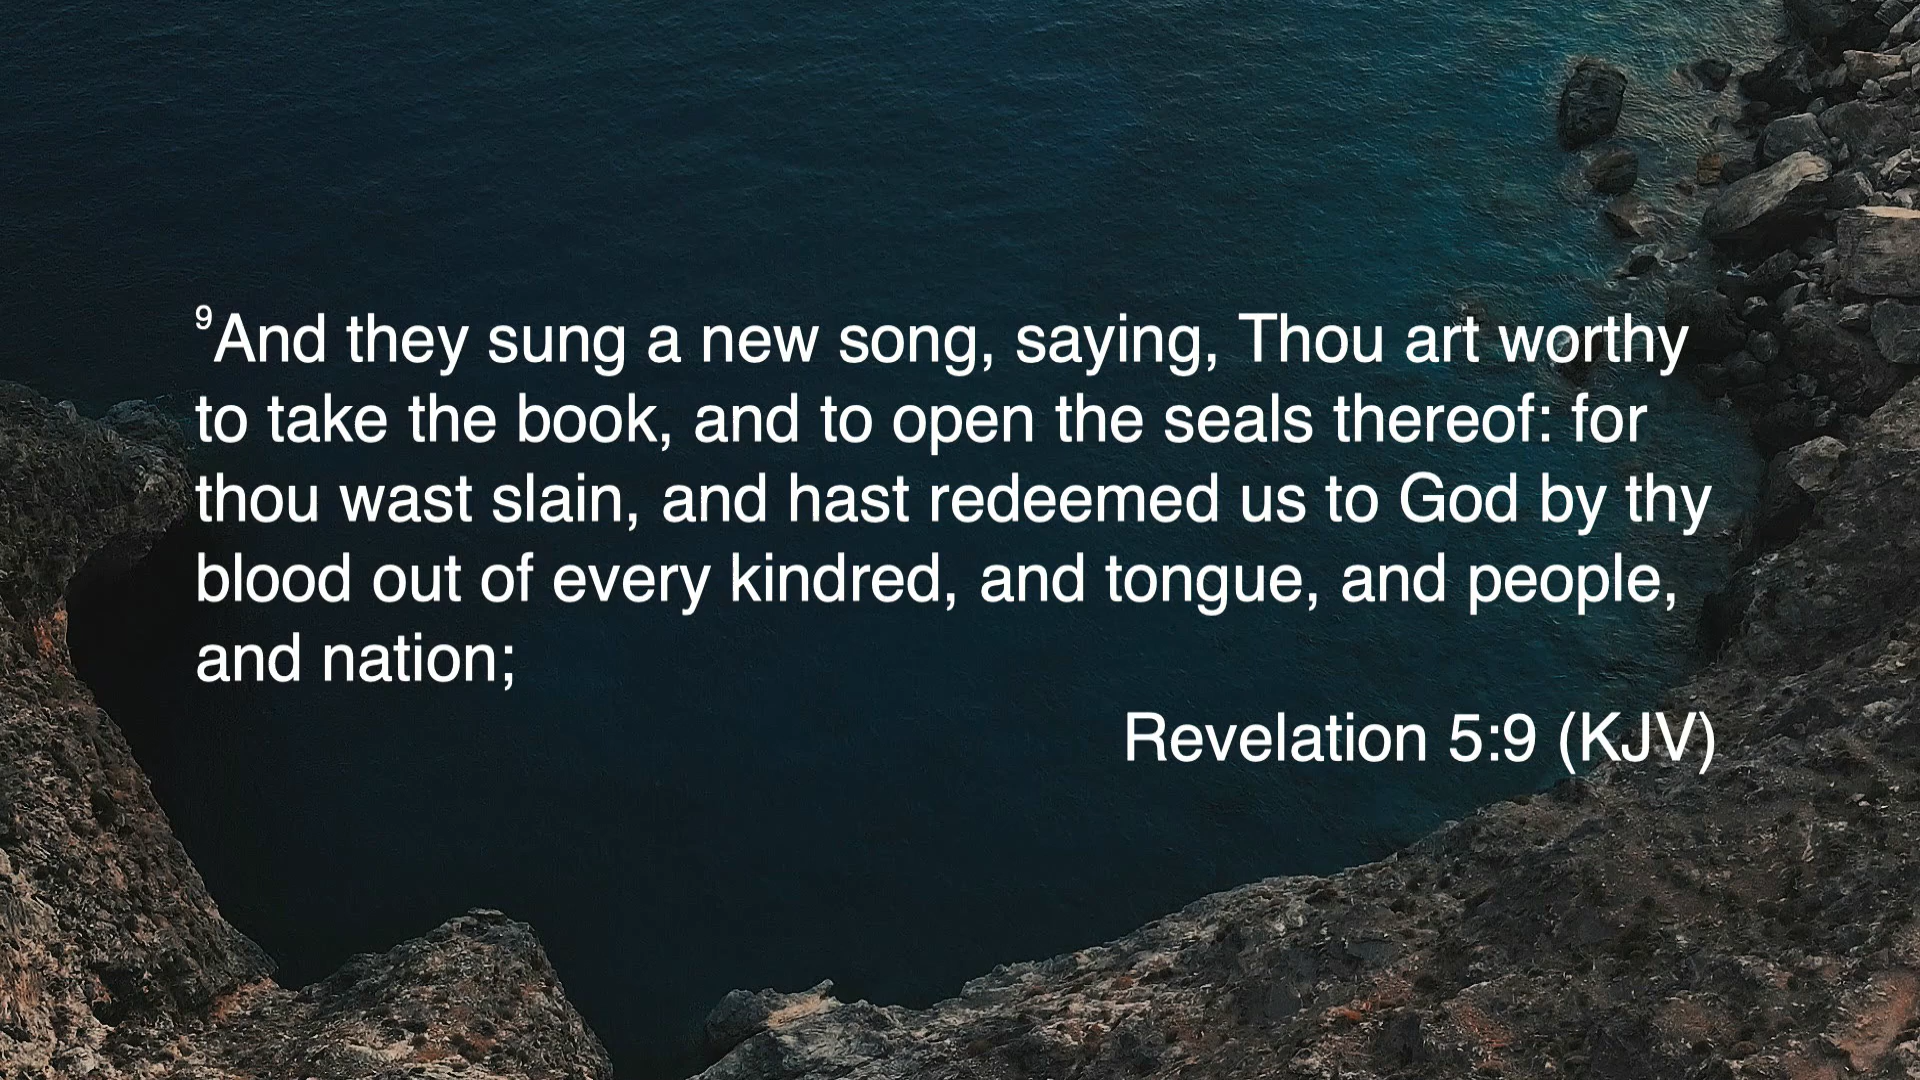 ⁹And they sung a new song, saying, Thou art worthy
to take the book, and to open the seals thereof: for
thou wast slain, and hast redeemed us to God by thy
blood out of every kindred, and tongue, and people,
and nation;
Revelation 5:9 (KJV)